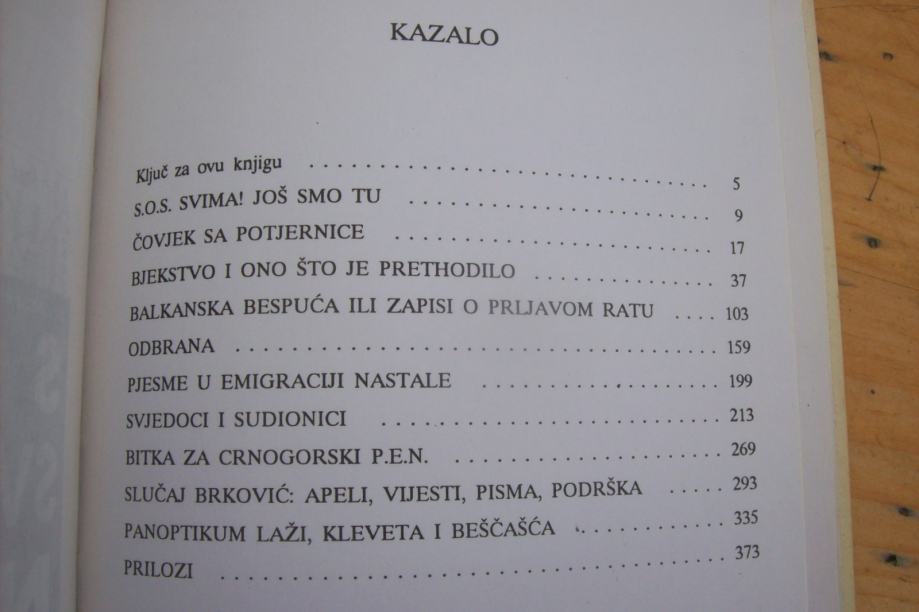 KAZALO
Ključ za ovu knjigu . . . . . . . . . . . . . . . . . . . . . . . . . . . . . . 5
S.O.S. SVIMA! JOŠ SMO TU . . . . . . . . . . . . . . . . . . . . . . . 9
ČOVJEK SA POTJERNICE . . . . . . . . . . . . . . . . . . . . . . . . 17
BJEKSTVO I ONO ŠTO JE PRETHODILO . . . . . . . . . . . . . . 37
BALKANSKA BESPUĆA ILI ZAPISI O PRLJAVOM RATU . . . . 103
ODBRANA . . . . . . . . . . . . . . . . . . . . . . . . . . . . . . . . . . . . 159
PJESME U EMIGRACIJI NASTALE . . . . . . . . . . . . . . . . . . 199
SVJEDOCI I SUDIONICI . . . . . . . . . . . . . . . . . . . . . . . . . . 213
BITKA ZA CRNOGORSKI P.E.N. . . . . . . . . . . . . . . . . . . . . 269
SLUČAJ BRKOVIĆ: APELI, VIJESTI, PISMA, PODRŠKA . . . . . 293
PANOPTIKUM LAŽI, KLEVETA I BEŠČAŠĆA . . . . . . . . . . . . 335
PRILOZI . . . . . . . . . . . . . . . . . . . . . . . . . . . . . . . . . . . . . 373